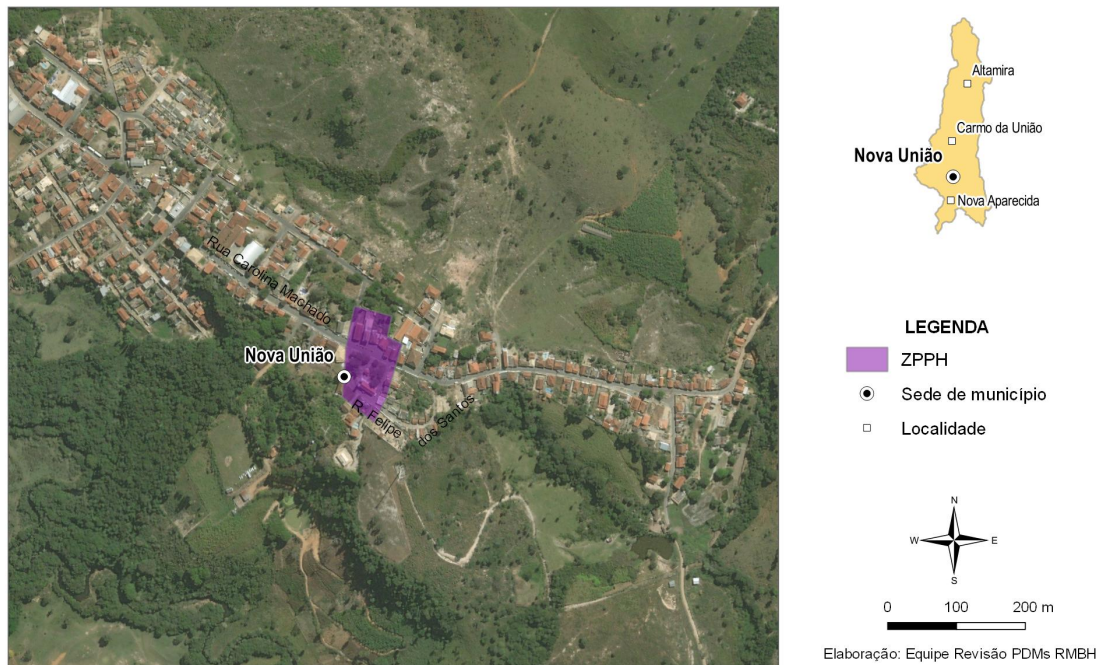 Rua Carolina Machado
Nova União
R. Felipe
dos Santos
Altamira
Carmo da União
Nova União
Nova Aparecida
LEGENDA
ZPPH
Sede de município
Localidade
N
W
E
S
0 100 200 m
Elaboração: Equipe Revisão PDMs RMBH